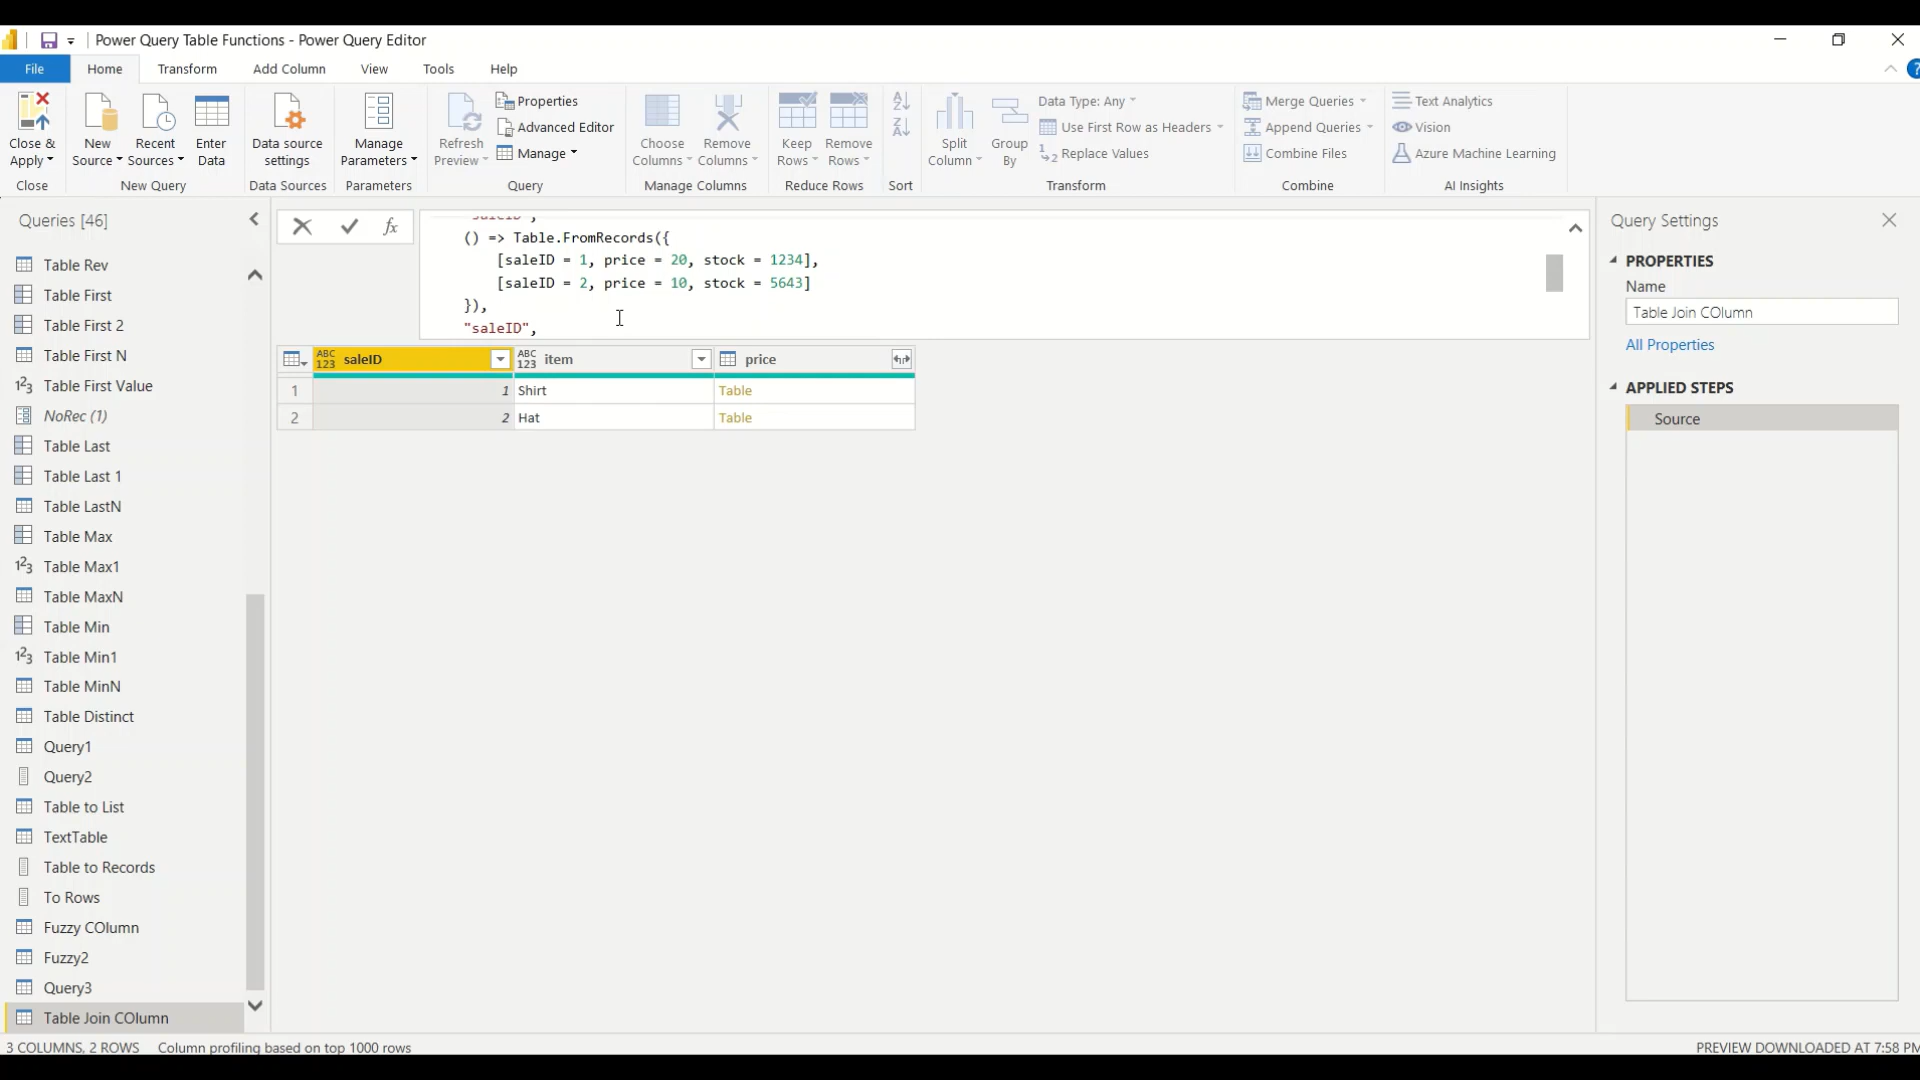 Power Query Table Functions - Power Query Editor
File Home Transform Add Column View Tools Help
Close & Apply
New Source
Recent Sources
Enter Data
Data source settings
Manage Parameters
Refresh Preview
Properties
Advanced Editor
Manage
Choose Columns
Remove Columns
Keep Rows
Remove Rows
Split Column
Group By
Data Type: Any
Use First Row as Headers
Replace Values
Merge Queries
Append Queries
Combine Files
Text Analytics
Vision
Azure Machine Learning
Close New Query Data Sources Parameters Query Manage Columns Reduce Rows Sort Transform Combine AI Insights
Queries [46]
Table Rev
Table First
Table First 2
Table First N
Table First Value
NoRec (1)
Table Last
Table Last 1
Table LastN
Table Max
Table Max1
Table MaxN
Table Min
Table Min1
Table MinN
Table Distinct
Query1
Query2
Table to List
TextTable
Table to Records
To Rows
Fuzzy COlumn
Fuzzy2
Query3
Table Join COlumn
fx
"saleID",
() => Table.FromRecords({
[saleID = 1, price = 20, stock = 1234],
[saleID = 2, price = 10, stock = 5643]
}),
"saleID",
ABC 123 saleID ABC 123 item price
1 1 Shirt Table
2 2 Hat Table
Query Settings
PROPERTIES
Name
Table Join COlumn
All Properties
APPLIED STEPS
Source
3 COLUMNS, 2 ROWS Column profiling based on top 1000 rows
PREVIEW DOWNLOADED AT 7:58 PM